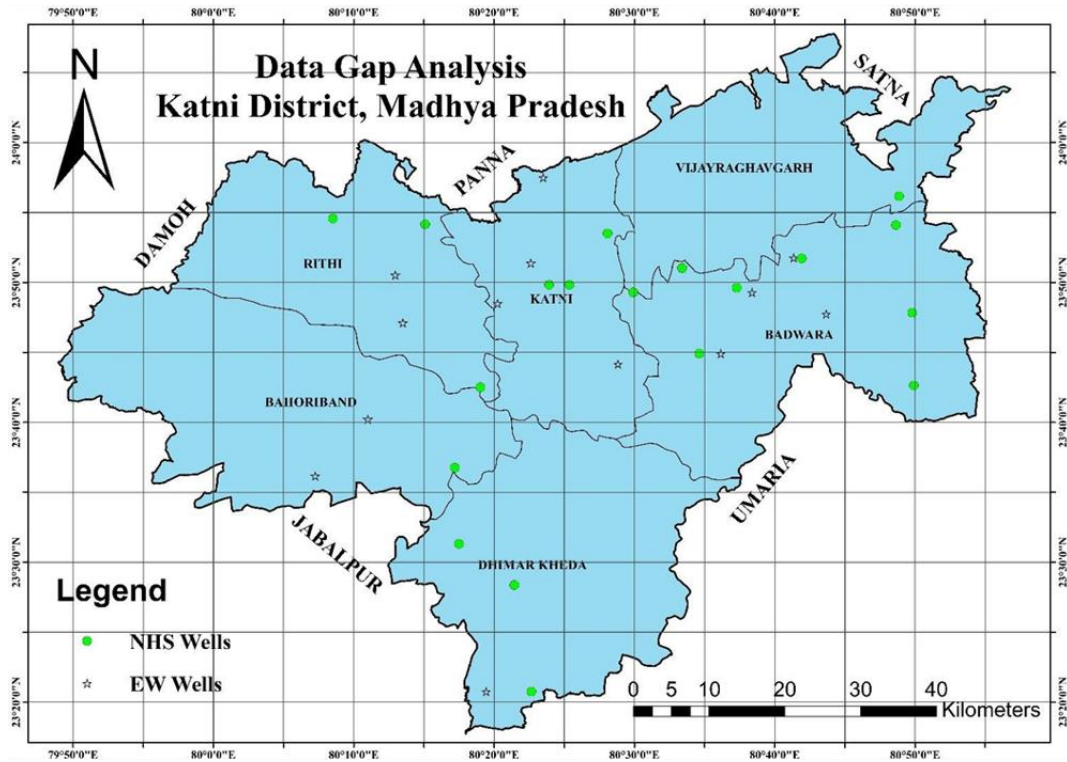 79°50'0"E 80°0'0"E 80°10'0"E 80°20'0"E 80°30'0"E 80°40'0"E 80°50'0"E
N
Data Gap Analysis
Katni District, Madhya Pradesh
SATNA
24°0'0"N 24°0'0"N
PANNA
VIJAYRAGHAVGARH
DAMOH
RITHI
23°50'0"N 23°50'0"N
KATNI
BADWARA
BAHORIBAND
23°40'0"N 23°40'0"N
UMARIA
JABALPUR
DHIMAR KHEDA
23°30'0"N 23°30'0"N
Legend
NHS Wells
EW Wells
0 5 10 20 30 40
Kilometers
23°20'0"N 23°20'0"N
79°50'0"E 80°0'0"E 80°10'0"E 80°20'0"E 80°30'0"E 80°40'0"E 80°50'0"E